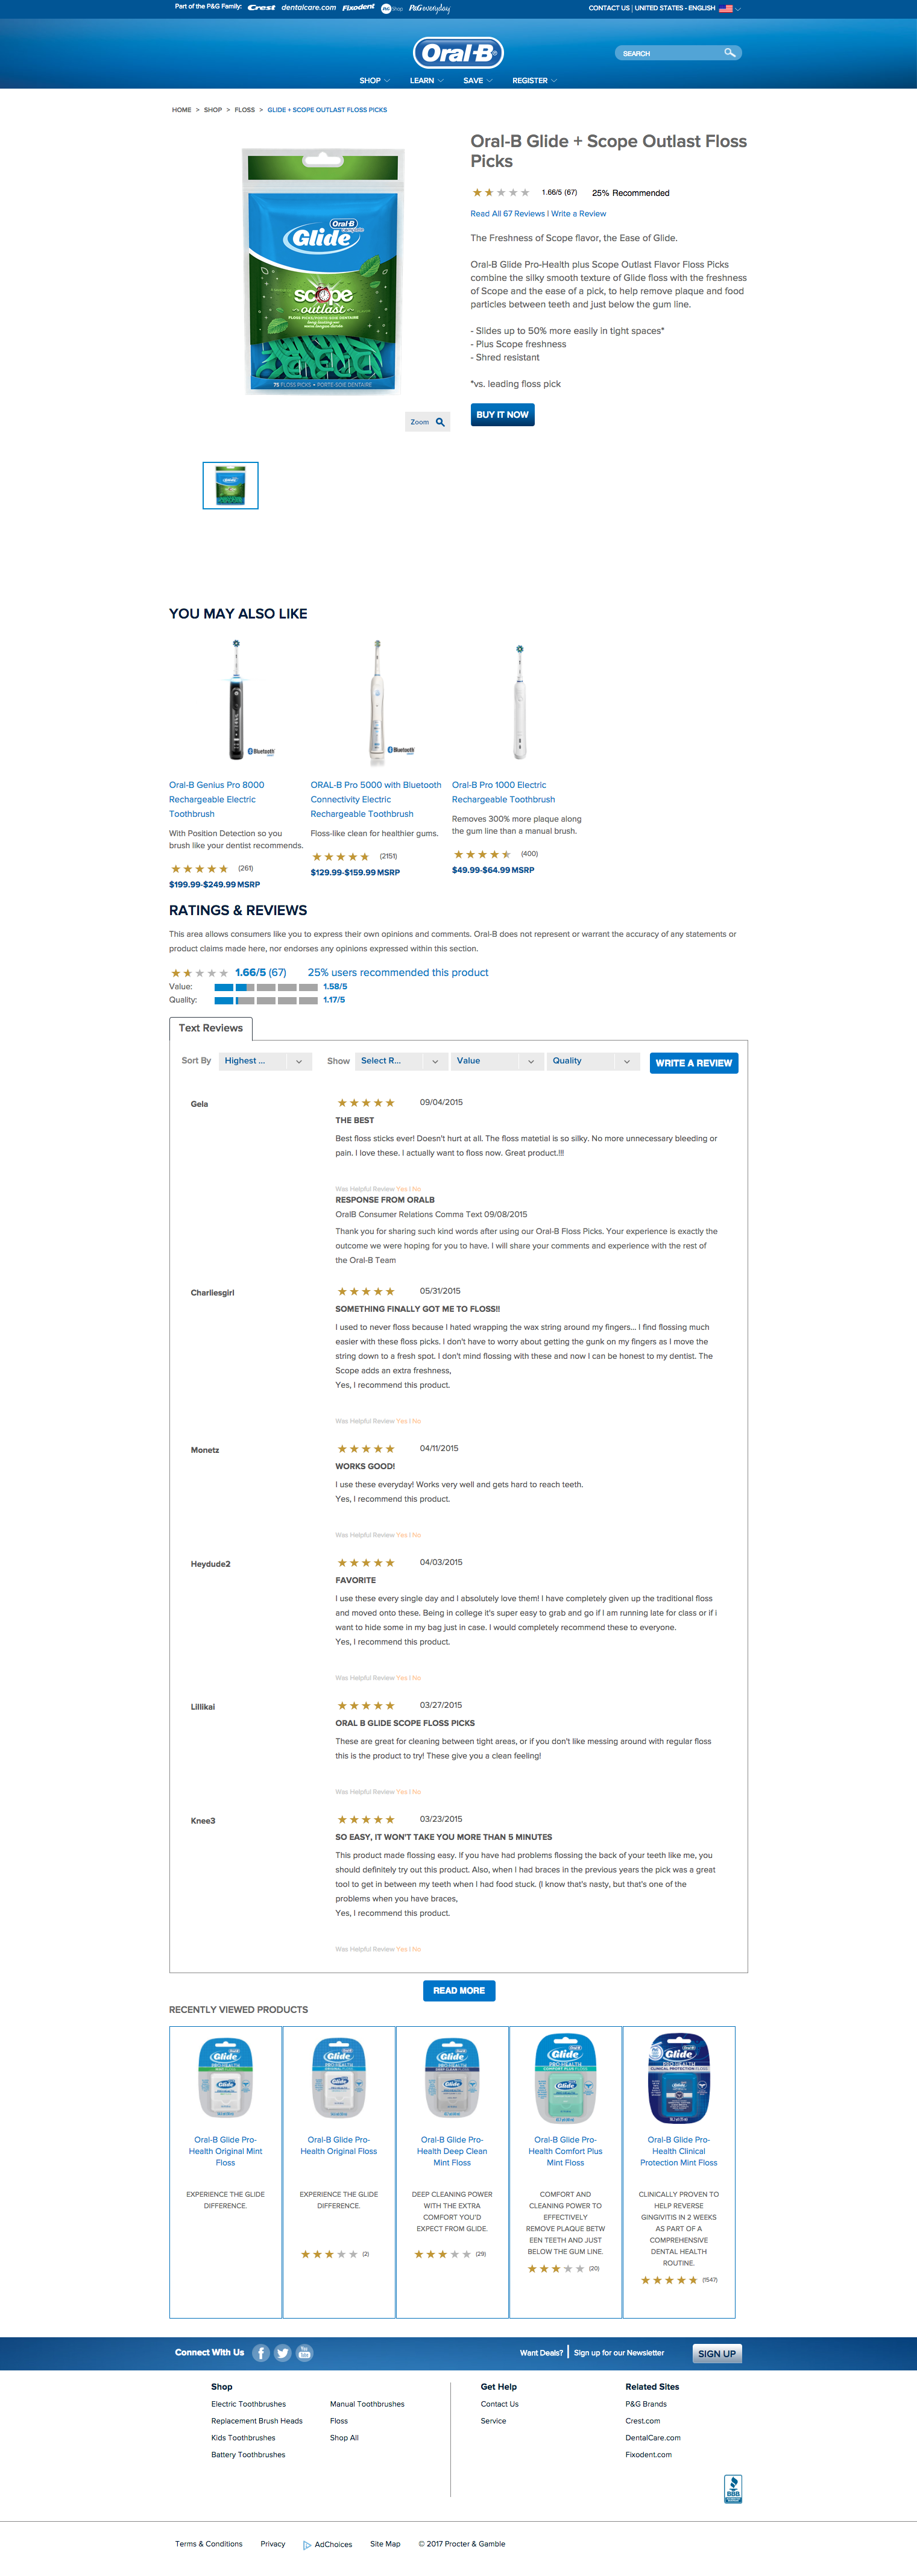 Part of the P&G Family: Crest dentalcare.com Fixodent P&G everyday
CONTACT US | UNITED STATES - ENGLISH
Oral-B
SEARCH
SHOP LEARN SAVE REGISTER
HOME > SHOP > FLOSS > GLIDE + SCOPE OUTLAST FLOSS PICKS
Oral-B Glide + Scope Outlast Floss
Picks
1.66/5 (67) 25% Recommended
Read All 67 Reviews | Write a Review
The Freshness of Scope flavor, the Ease of Glide.
Oral-B Glide Pro-Health plus Scope Outlast Flavor Floss Picks
combine the silky smooth texture of Glide floss with the freshness
of Scope and the ease of a pick, to help remove plaque and food
particles between teeth and just below the gum line.
- Slides up to 50% more easily in tight spaces*
- Plus Scope freshness
- Shred resistant
*vs. leading floss pick
BUY IT NOW
Oral-B
complete
Glide
scope
outlast
75 FLOSS PICKS • PORTE-SOIE DENTAIRE
Zoom
YOU MAY ALSO LIKE
Bluetooth
Bluetooth
Oral-B Genius Pro 8000
Rechargeable Electric
Toothbrush
With Position Detection so you
brush like your dentist recommends.
(261)
$199.99-$249.99 MSRP
ORAL-B Pro 5000 with Bluetooth
Connectivity Electric
Rechargeable Toothbrush
Floss-like clean for healthier gums.
(2151)
$129.99-$159.99 MSRP
Oral-B Pro 1000 Electric
Rechargeable Toothbrush
Removes 300% more plaque along
the gum line than a manual brush.
(400)
$49.99-$64.99 MSRP
RATINGS & REVIEWS
This area allows consumers like you to express their own opinions and comments. Oral-B does not represent or warrant the accuracy of any statements or
product claims made here, nor endorses any opinions expressed within this section.
1.66/5 (67) 25% users recommended this product
Value: 1.58/5
Quality: 1.17/5
Text Reviews
Sort By Highest ... Show Select R... Value Quality WRITE A REVIEW
Gela 09/04/2015
THE BEST
Best floss sticks ever! Doesn't hurt at all. The floss matetial is so silky. No more unnecessary bleeding or
pain. I love these. I actually want to floss now. Great product.!!!
Was Helpful Review Yes | No
RESPONSE FROM ORALB
OralB Consumer Relations Comma Text 09/08/2015
Thank you for sharing such kind words after using our Oral-B Floss Picks. Your experience is exactly the
outcome we were hoping for you to have. I will share your comments and experience with the rest of
the Oral-B Team
Charliesgirl 05/31/2015
SOMETHING FINALLY GOT ME TO FLOSS!!
I used to never floss because I hated wrapping the wax string around my fingers... I find flossing much
easier with these floss picks. I don't have to worry about getting the gunk on my fingers as I move the
string down to a fresh spot. I don't mind flossing with these and now I can be honest to my dentist. The
Scope adds an extra freshness,
Yes, I recommend this product.
Was Helpful Review Yes | No
Monetz 04/11/2015
WORKS GOOD!
I use these everyday! Works very well and gets hard to reach teeth.
Yes, I recommend this product.
Was Helpful Review Yes | No
Heydude2 04/03/2015
FAVORITE
I use these every single day and I absolutely love them! I have completely given up the traditional floss
and moved onto these. Being in college it's super easy to grab and go if I am running late for class or if i
want to hide some in my bag just in case. I would completely recommend these to everyone.
Yes, I recommend this product.
Was Helpful Review Yes | No
Lillikai 03/27/2015
ORAL B GLIDE SCOPE FLOSS PICKS
These are great for cleaning between tight areas, or if you don't like messing around with regular floss
this is the product to try! These give you a clean feeling!
Was Helpful Review Yes | No
Knee3 03/23/2015
SO EASY, IT WON'T TAKE YOU MORE THAN 5 MINUTES
This product made flossing easy. If you have had problems flossing the back of your teeth like me, you
should definitely try out this product. Also, when I had braces in the previous years the pick was a great
tool to get in between my teeth when I had food stuck. (I know that's nasty, but that's one of the
problems when you have braces,
Yes, I recommend this product.
Was Helpful Review Yes | No
READ MORE
RECENTLY VIEWED PRODUCTS
Oral-B Glide Pro-
Health Original Mint
Floss
EXPERIENCE THE GLIDE
DIFFERENCE.
Oral-B Glide Pro-
Health Original Floss
EXPERIENCE THE GLIDE
DIFFERENCE.
(2)
Oral-B Glide Pro-
Health Deep Clean
Mint Floss
DEEP CLEANING POWER
WITH THE EXTRA
COMFORT YOU'D
EXPECT FROM GLIDE.
(29)
Oral-B Glide Pro-
Health Comfort Plus
Mint Floss
COMFORT AND
CLEANING POWER TO
EFFECTIVELY
REMOVE PLAQUE BETW
EEN TEETH AND JUST
BELOW THE GUM LINE.
(20)
Oral-B Glide Pro-
Health Clinical
Protection Mint Floss
CLINICALLY PROVEN TO
HELP REVERSE
GINGIVITIS IN 2 WEEKS
AS PART OF A
COMPREHENSIVE
DENTAL HEALTH
ROUTINE.
(1547)
Connect With Us
Want Deals? | Sign up for our Newsletter SIGN UP
Shop
Electric Toothbrushes
Replacement Brush Heads
Kids Toothbrushes
Battery Toothbrushes
Manual Toothbrushes
Floss
Shop All
Get Help
Contact Us
Service
Related Sites
P&G Brands
Crest.com
DentalCare.com
Fixodent.com
BBB
Terms & Conditions Privacy AdChoices Site Map © 2017 Procter & Gamble